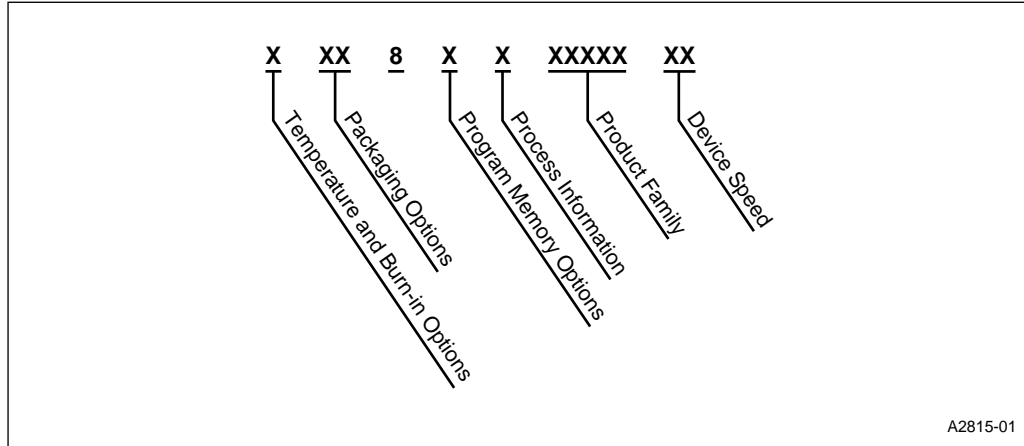 X XX 8 X X XXXXX XX
Temperature and Burn-in Options
Packaging Options
Program Memory Options
Process Information
Product Family
Device Speed
A2815-01